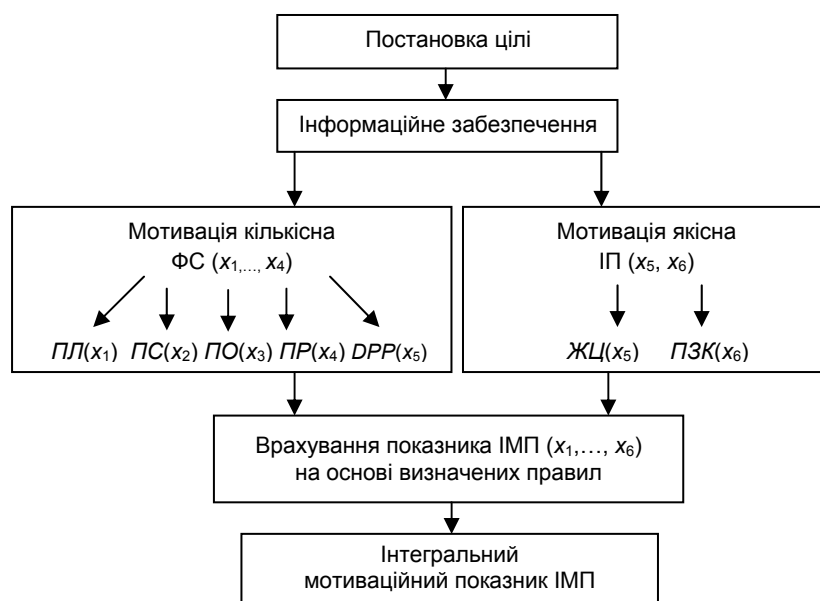 Постановка цілі
Інформаційне забезпечення
Мотивація кількісна
ФС (x₁,..., x₄)
ПЛ(x₁) ПС(x₂) ПО(x₃) ПР(x₄) DPP(x₅)
Мотивація якісна
ІП (x₅, x₆)
ЖЦ(x₅) ПЗК(x₆)
Врахування показника ІМП (x₁,…, x₆)
на основі визначених правил
Інтегральний
мотиваційний показник ІМП